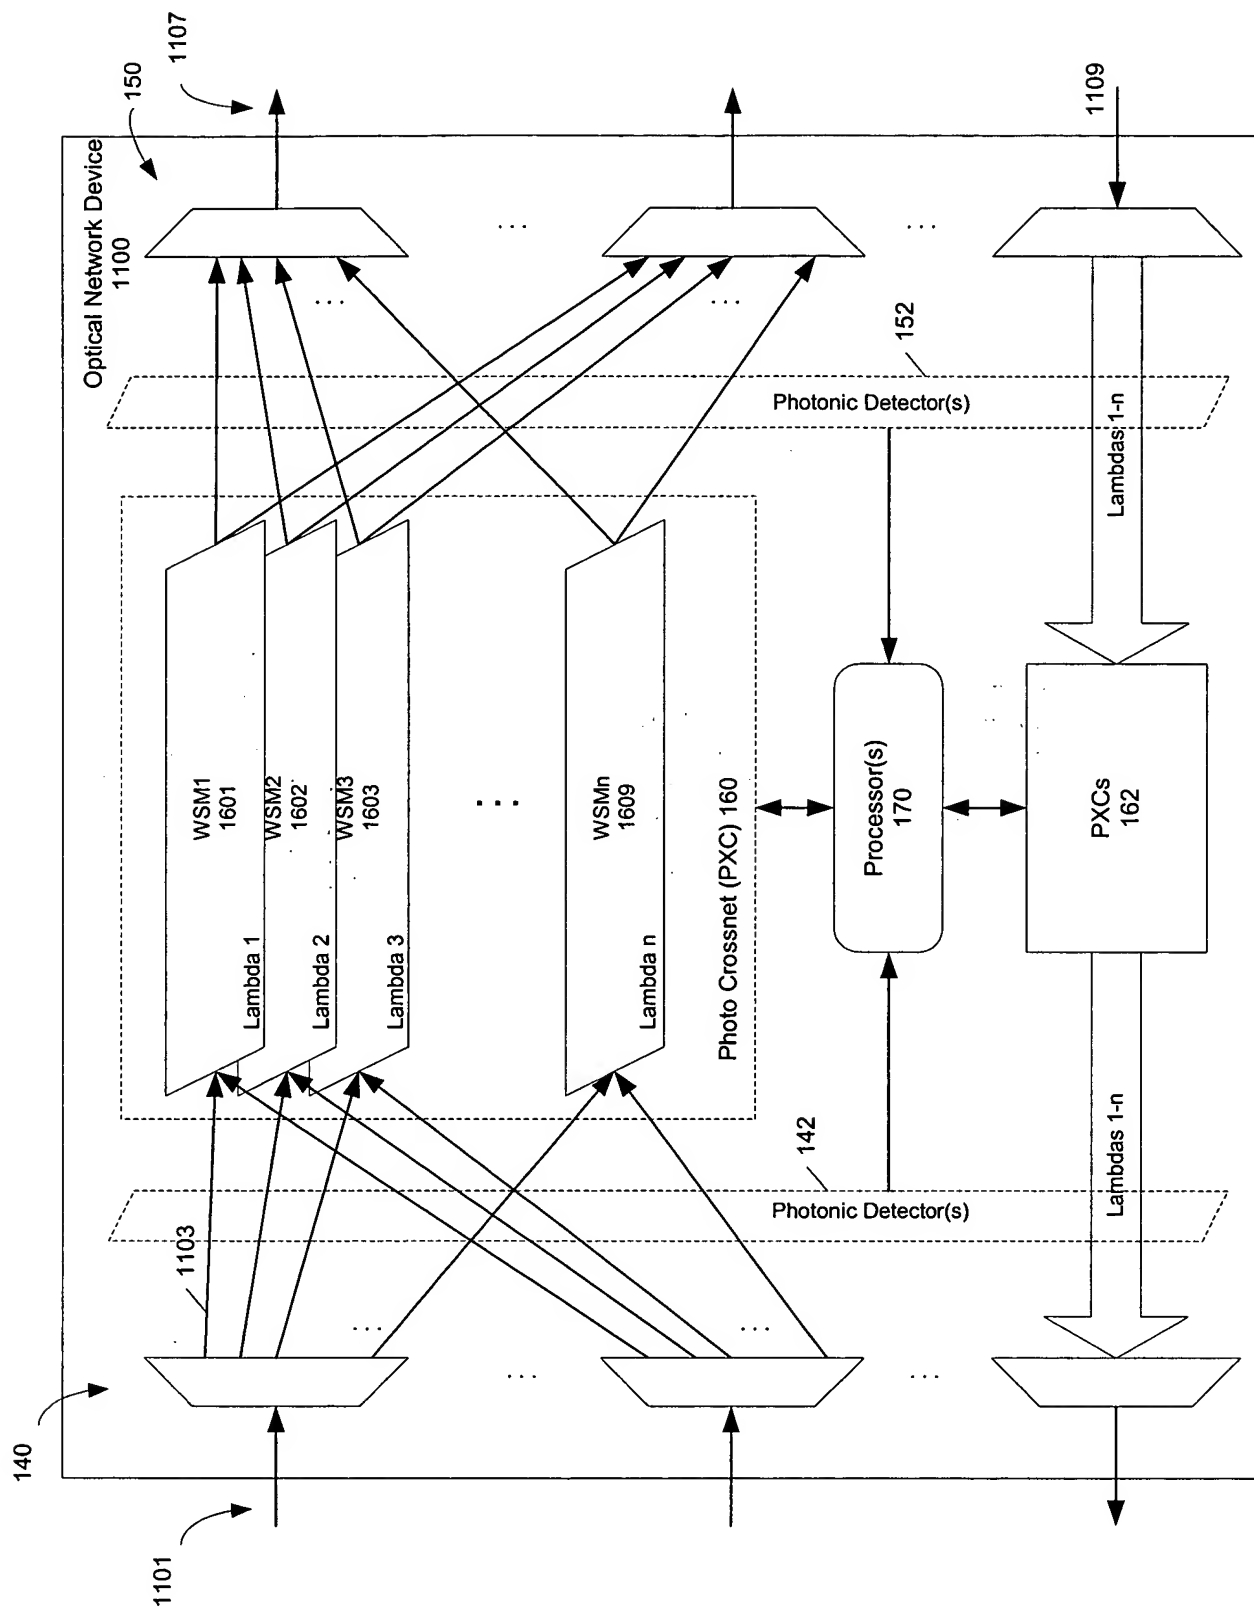 Optical Network Device
1100
140
150
1101
1103
1107
1109
WSM1
1601
Lambda 1
WSM2
1602
Lambda 2
WSM3
1603
Lambda 3
WSMn
1609
Lambda n
Photo Crossnet (PXC) 160
142
Photonic Detector(s)
152
Photonic Detector(s)
Processor(s)
170
PXCs
162
Lambdas 1-n
Lambdas 1-n